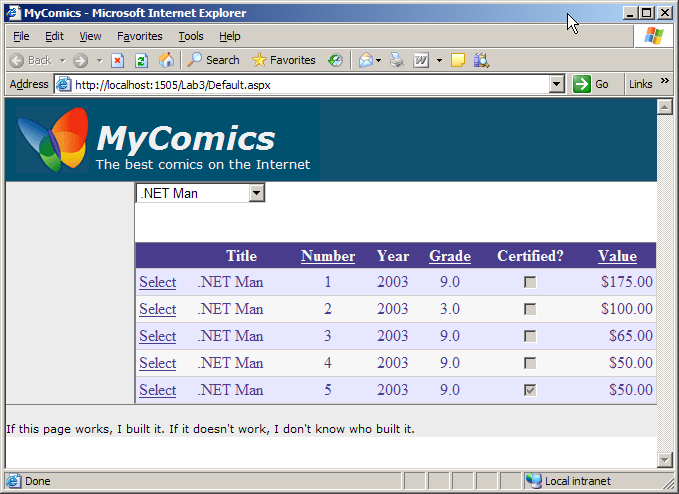 MyComics - Microsoft Internet Explorer
File Edit View Favorites Tools Help
Back Search Favorites
Address http://localhost:1505/Lab3/Default.aspx Go Links »
MyComics
The best comics on the Internet
.NET Man
Title Number Year Grade Certified? Value
Select .NET Man 1 2003 9.0 $175.00
Select .NET Man 2 2003 3.0 $100.00
Select .NET Man 3 2003 9.0 $65.00
Select .NET Man 4 2003 9.0 $50.00
Select .NET Man 5 2003 9.0 $50.00
If this page works, I built it. If it doesn't work, I don't know who built it.
Done Local intranet